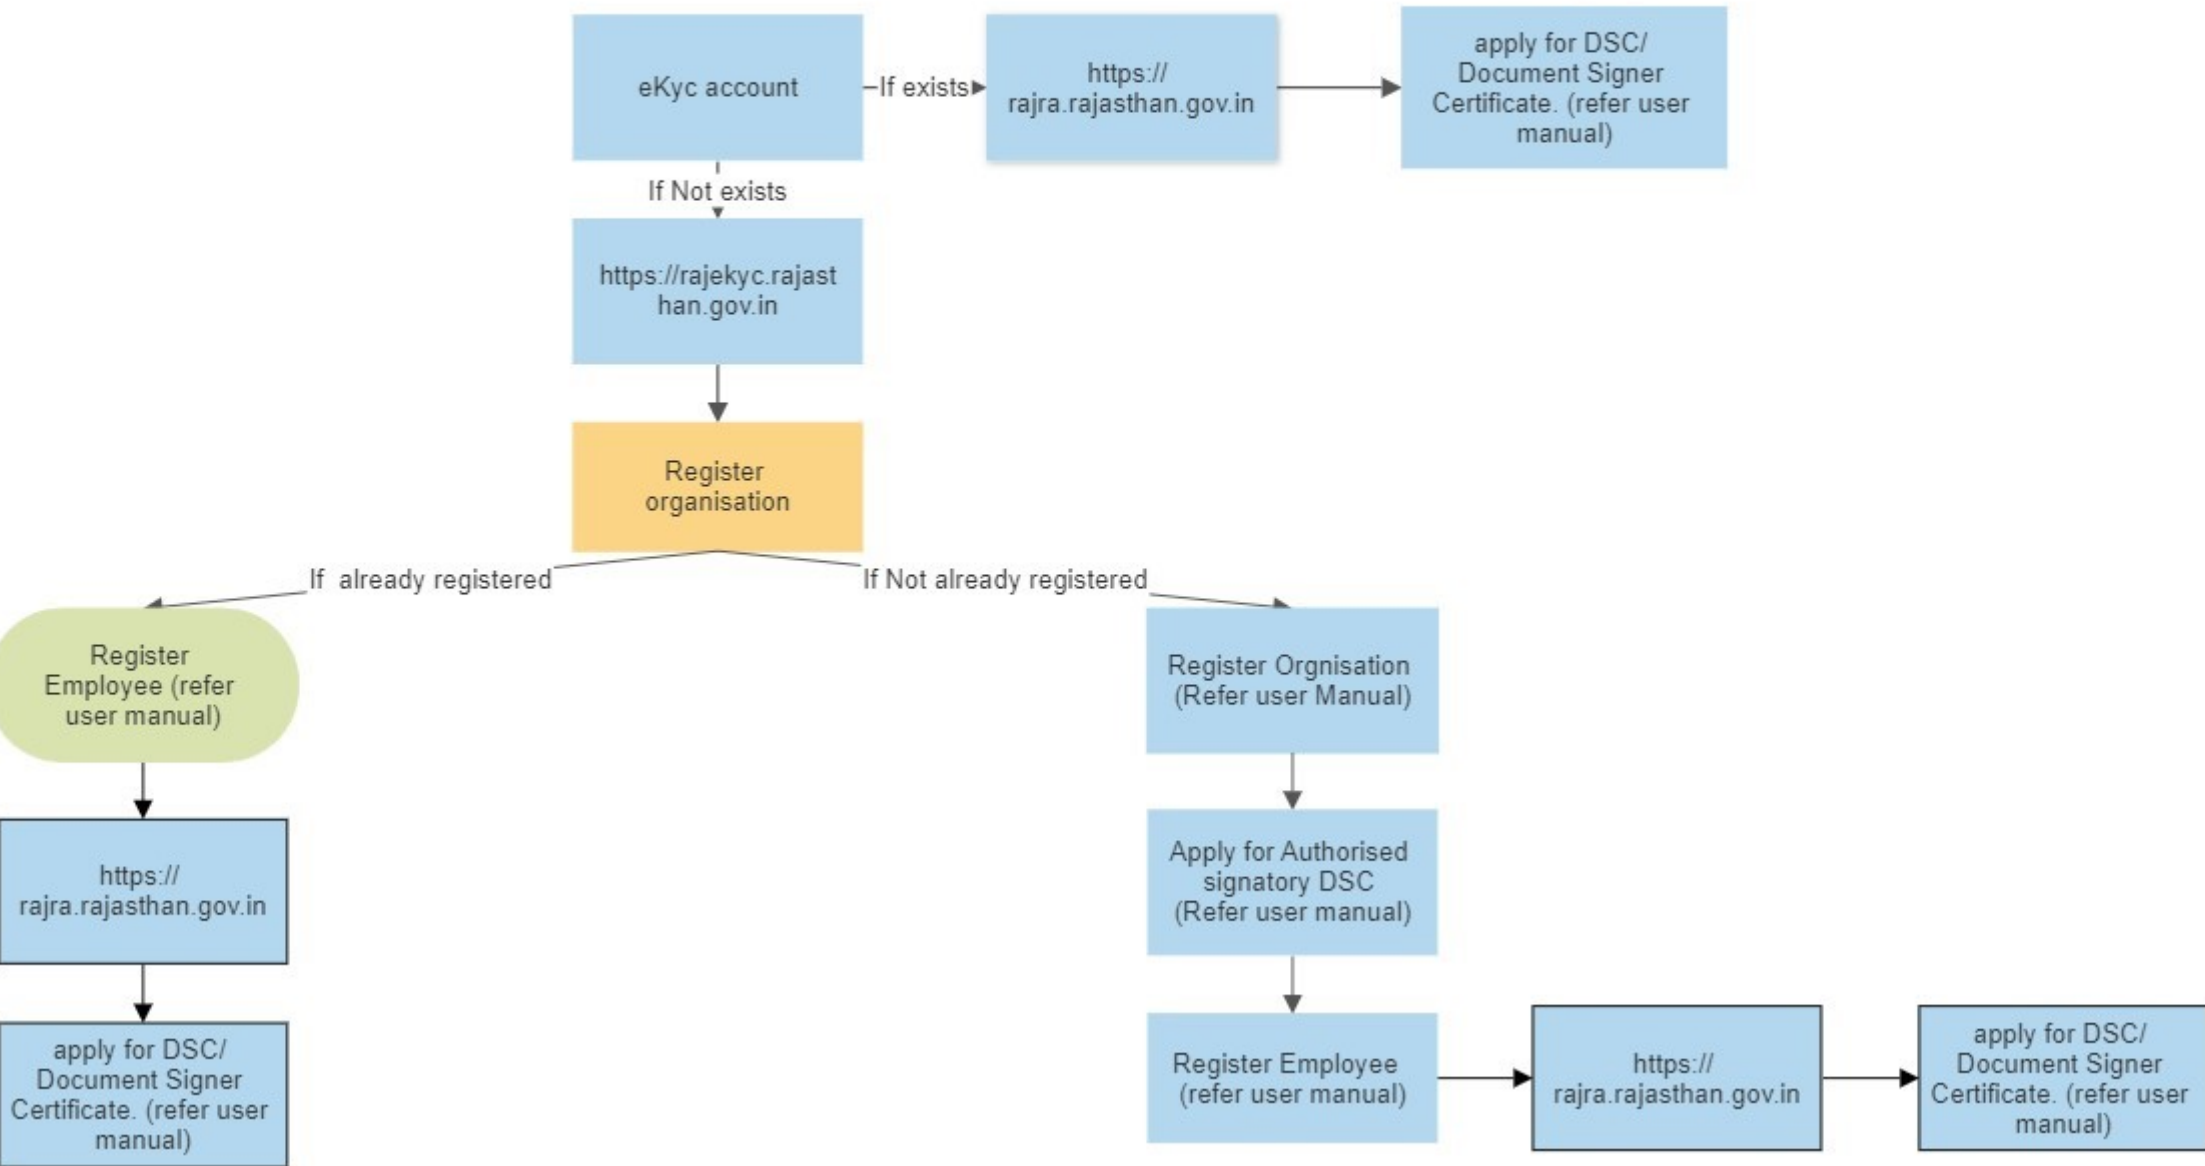 eKyc account
If exists
https://
rajra.rajasthan.gov.in
apply for DSC/
Document Signer
Certificate. (refer user
manual)
If Not exists
https://rajekyc.rajast
han.gov.in
Register
organisation
If already registered
If Not already registered
Register
Employee (refer
user manual)
https://
rajra.rajasthan.gov.in
apply for DSC/
Document Signer
Certificate. (refer user
manual)
Register Orgnisation
(Refer user Manual)
Apply for Authorised
signatory DSC
(Refer user manual)
Register Employee
(refer user manual)
https://
rajra.rajasthan.gov.in
apply for DSC/
Document Signer
Certificate. (refer user
manual)